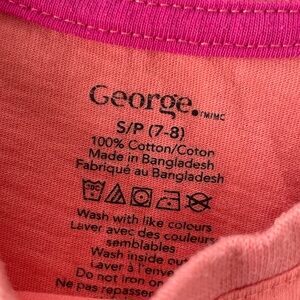 George.TM/MC
S/P (7-8)
100% Cotton/Coton
Made in Bangladesh
Fabriqué au Bangladesh
Wash with like colours
Laver avec des couleurs
semblables
Wash inside out
Laver à l'enve
Do not iron on
Ne pas repasser